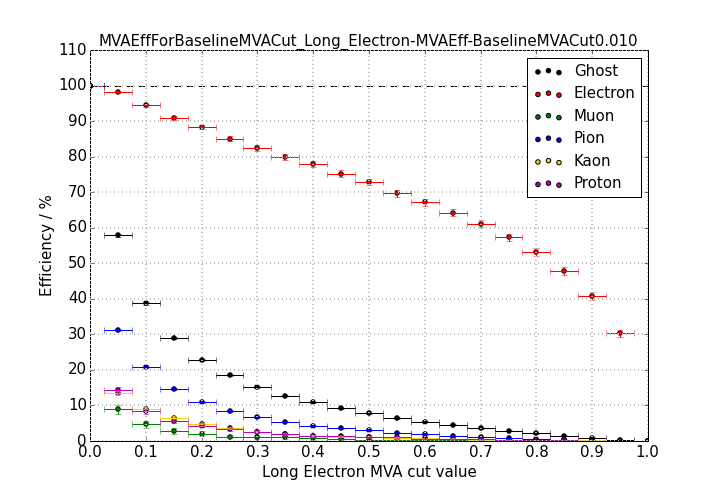 MVAEffForBaselineMVACut_Long_Electron-MVAEff-BaselineMVACut0.010
110
100
90
80
70
60
50
40
30
20
10
0
Efficiency / %
Ghost
Electron
Muon
Pion
Kaon
Proton
0.0 0.1 0.2 0.3 0.4 0.5 0.6 0.7 0.8 0.9 1.0
Long Electron MVA cut value